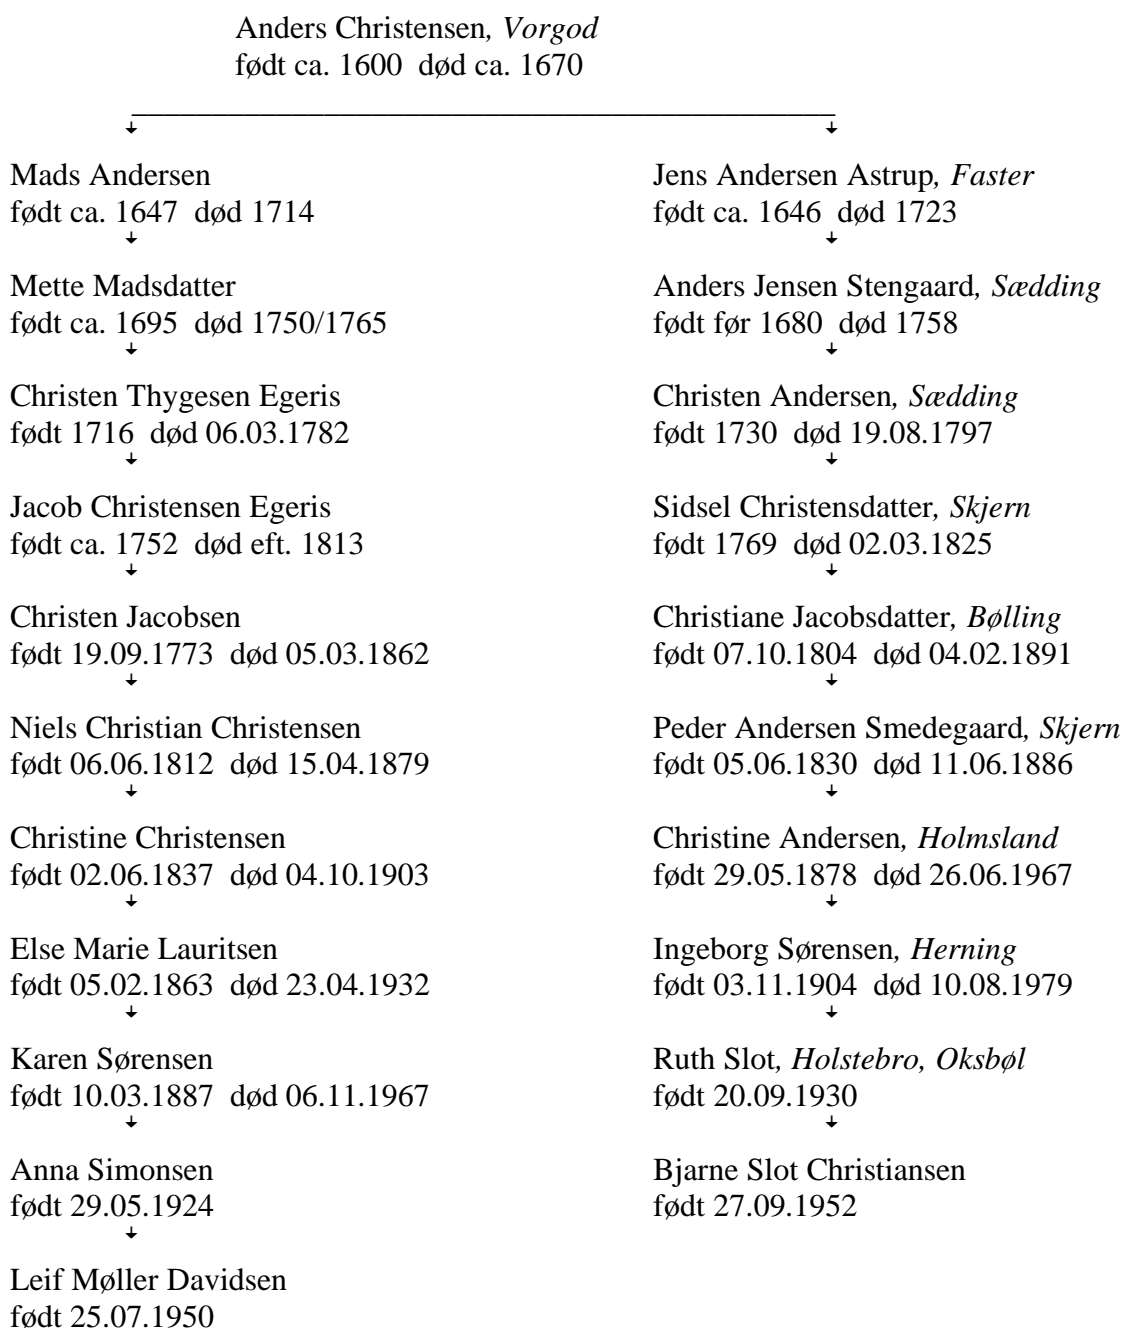 Anders Christensen, Vorgod
født ca. 1600 død ca. 1670
Mads Andersen
født ca. 1647 død 1714
Mette Madsdatter
født ca. 1695 død 1750/1765
Christen Thygesen Egeris
født 1716 død 06.03.1782
Jacob Christensen Egeris
født ca. 1752 død eft. 1813
Christen Jacobsen
født 19.09.1773 død 05.03.1862
Niels Christian Christensen
født 06.06.1812 død 15.04.1879
Christine Christensen
født 02.06.1837 død 04.10.1903
Else Marie Lauritsen
født 05.02.1863 død 23.04.1932
Karen Sørensen
født 10.03.1887 død 06.11.1967
Anna Simonsen
født 29.05.1924
Leif Møller Davidsen
født 25.07.1950
Jens Andersen Astrup, Faster
født ca. 1646 død 1723
Anders Jensen Stengaard, Sædding
født før 1680 død 1758
Christen Andersen, Sædding
født 1730 død 19.08.1797
Sidsel Christensdatter, Skjern
født 1769 død 02.03.1825
Christiane Jacobsdatter, Bølling
født 07.10.1804 død 04.02.1891
Peder Andersen Smedegaard, Skjern
født 05.06.1830 død 11.06.1886
Christine Andersen, Holmsland
født 29.05.1878 død 26.06.1967
Ingeborg Sørensen, Herning
født 03.11.1904 død 10.08.1979
Ruth Slot, Holstebro, Oksbøl
født 20.09.1930
Bjarne Slot Christiansen
født 27.09.1952